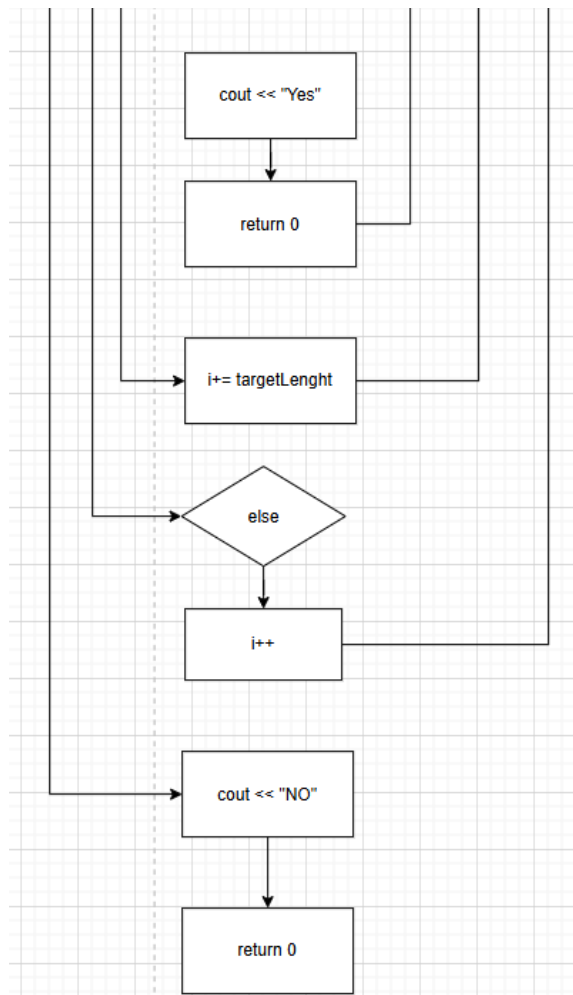 cout << "Yes"
return 0
i+= targetLenght
else
i++
cout << "NO"
return 0